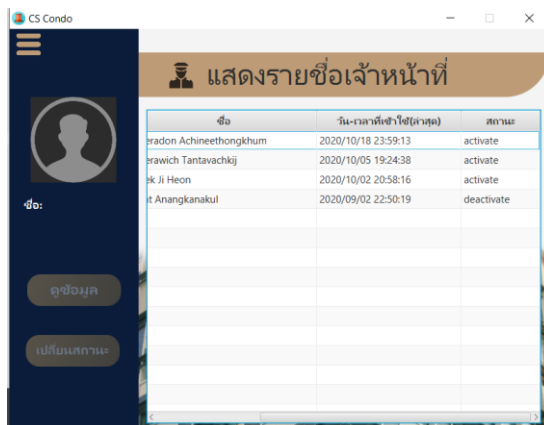 CS Condo
แสดงรายชื่อเจ้าหน้าที่
ชื่อ วัน-เวลาที่เข้าใช้(ล่าสุด) สถานะ
eradon Achineethongkhum 2020/10/18 23:59:13 activate
erawich Tantavachkij 2020/10/05 19:24:38 activate
ek Ji Heon 2020/10/02 20:58:16 activate
at Anangkanakul 2020/09/02 22:50:19 deactivate
ชื่อ:
ดูข้อมูล
เปลี่ยนสถานะ